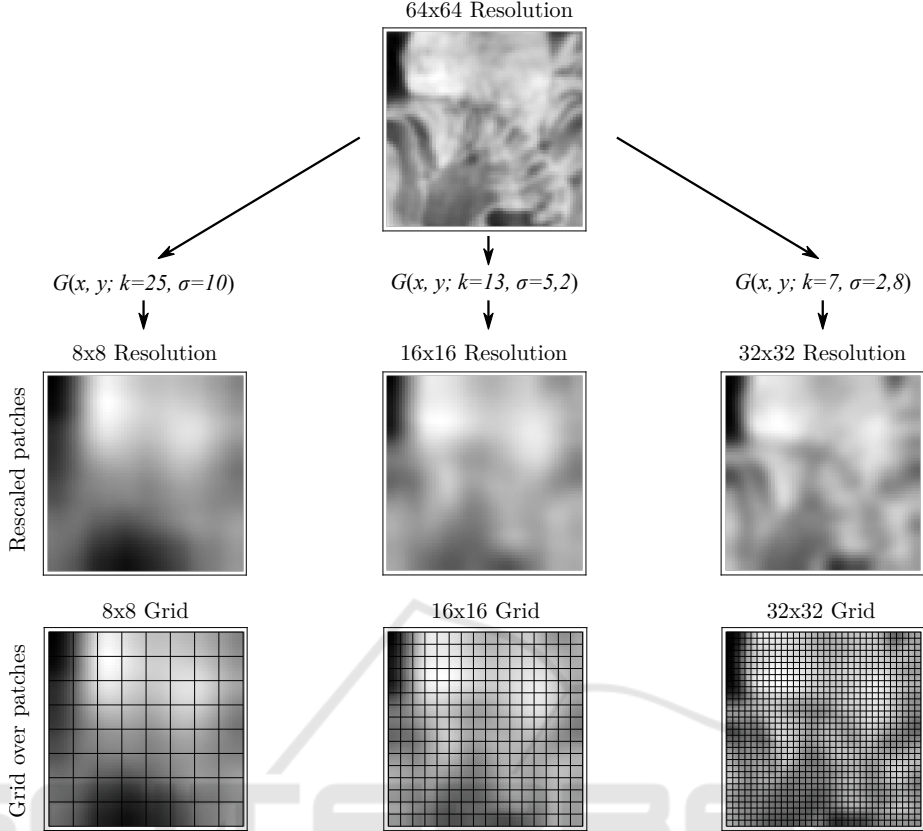 64x64 Resolution
G(x, y; k=25, σ=10)
G(x, y; k=13, σ=5,2)
G(x, y; k=7, σ=2,8)
8x8 Resolution
16x16 Resolution
32x32 Resolution
Rescaled patches
8x8 Grid
16x16 Grid
32x32 Grid
Grid over patches